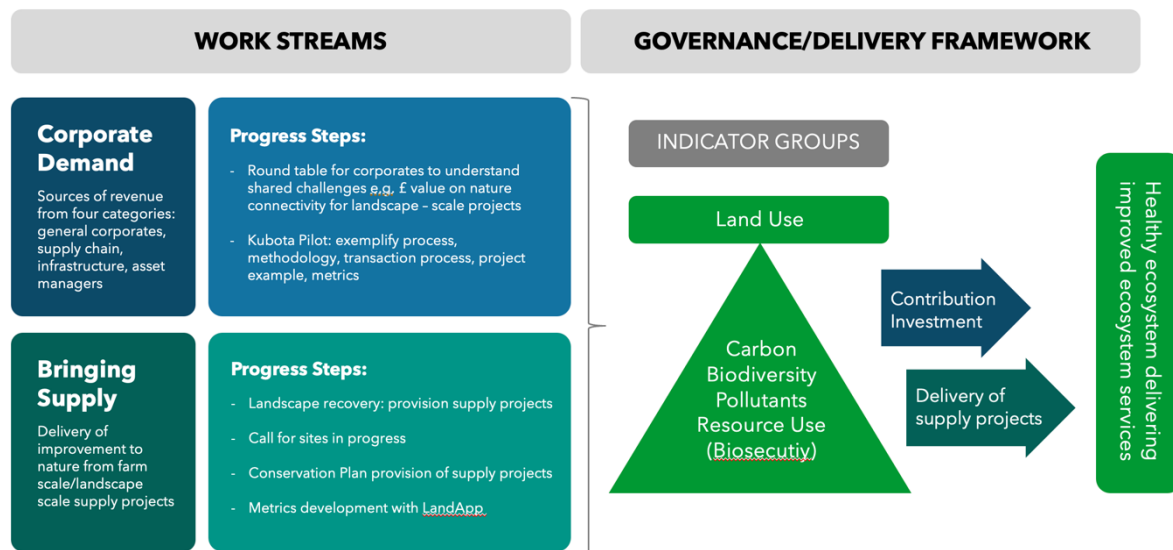 WORK STREAMS
GOVERNANCE/DELIVERY FRAMEWORK
Corporate
Demand
Sources of revenue
from four categories:
general corporates,
supply chain,
infrastructure, asset
managers
Progress Steps:
- Round table for corporates to understand
shared challenges e.g. £ value on nature
connectivity for landscape – scale projects
- Kubota Pilot: exemplify process,
methodology, transaction process, project
example, metrics
Bringing
Supply
Delivery of
improvement to
nature from farm
scale/landscape
scale supply projects
Progress Steps:
- Landscape recovery: provision supply projects
- Call for sites in progress
- Conservation Plan provision of supply projects
- Metrics development with LandApp
INDICATOR GROUPS
Land Use
Carbon
Biodiversity
Pollutants
Resource Use
(Biosecutiy)
Contribution
Investment
Delivery of
supply projects
Healthy ecosystem delivering
improved ecosystem services